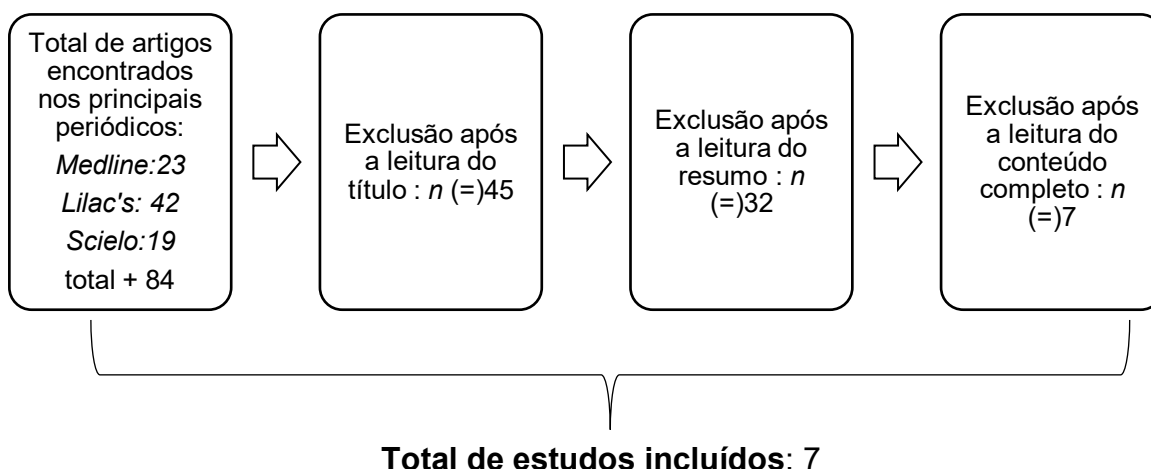 Total de artigos
encontrados
nos principais
periódicos:
Medline:23
Lilac's: 42
Scielo:19
total + 84
Exclusão após
a leitura do
título : n (=)45
Exclusão após
a leitura do
resumo : n
(=)32
Exclusão após
a leitura do
conteúdo
completo : n
(=)7
Total de estudos incluídos: 7